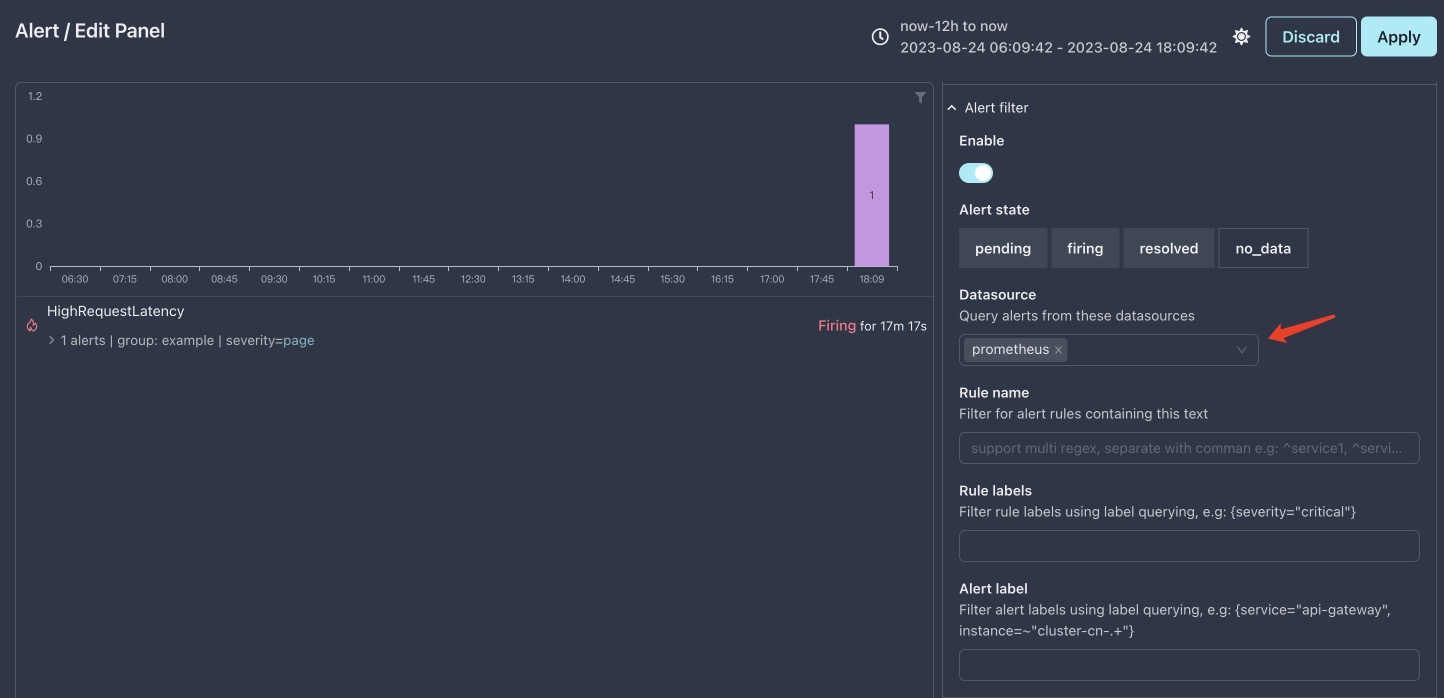 Alert / Edit Panel
now-12h to now
2023-08-24 06:09:42 - 2023-08-24 18:09:42
Discard
Apply
1.2
0.9
0.6
0.3
0
1
06:30 07:15 08:00 08:45 09:30 10:15 11:00 11:45 12:30 13:15 14:00 14:45 15:30 16:15 17:00 17:45 18:09
HighRequestLatency
1 alerts | group: example | severity=page
Firing for 17m 17s
Alert filter
Enable
Alert state
pending firing resolved no_data
Datasource
Query alerts from these datasources
prometheus x
Rule name
Filter for alert rules containing this text
support multi regex, separate with comman e.g: ^service1, ^servi...
Rule labels
Filter rule labels using label querying, e.g: {severity="critical"}
Alert label
Filter alert labels using label querying, e.g: {service="api-gateway",
instance=~"cluster-cn-.+"}